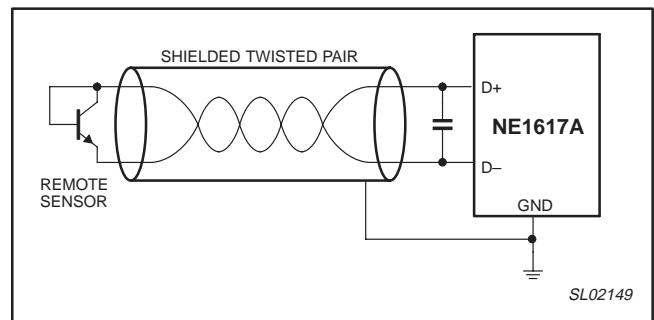 SHIELDED TWISTED PAIR
D+
NE1617A
D–
REMOTE
SENSOR
GND
SL02149